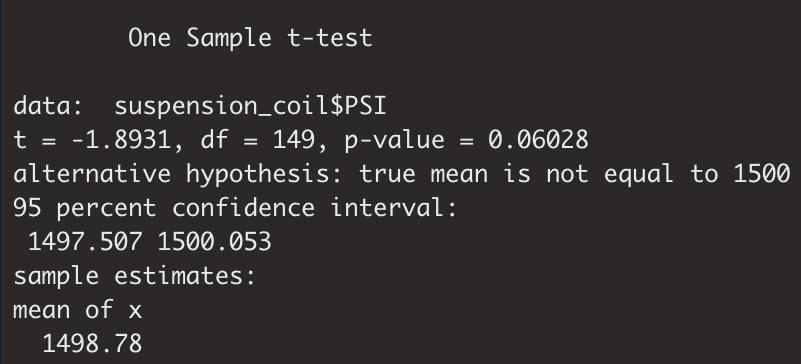 One Sample t-test
data:  suspension_coil$PSI
t = -1.8931, df = 149, p-value = 0.06028
alternative hypothesis: true mean is not equal to 1500
95 percent confidence interval:
1497.507 1500.053
sample estimates:
mean of x
1498.78